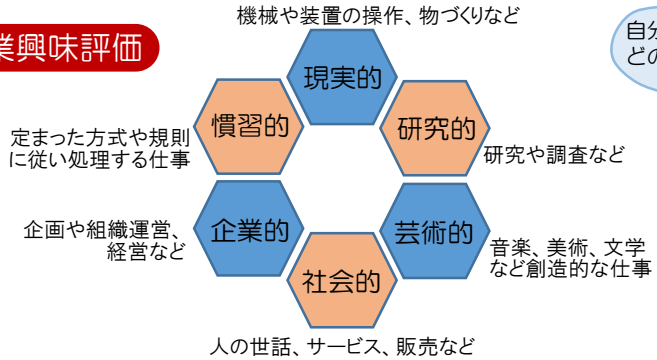 機械や装置の操作、物づくりなど
業興味評価
自分
どの
現実的
慣習的
研究的
定まった方式や規則
に従い処理する仕事
研究や調査など
企画や組織運営、
経営など
企業的
芸術的
音楽、美術、文学
など創造的な仕事
社会的
人の世話、サービス、販売など